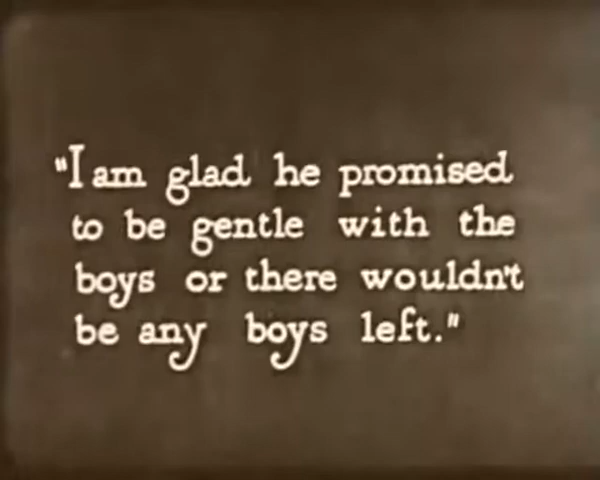 "I am glad he promised
to be gentle with the
boys or there wouldn't
be any boys left."